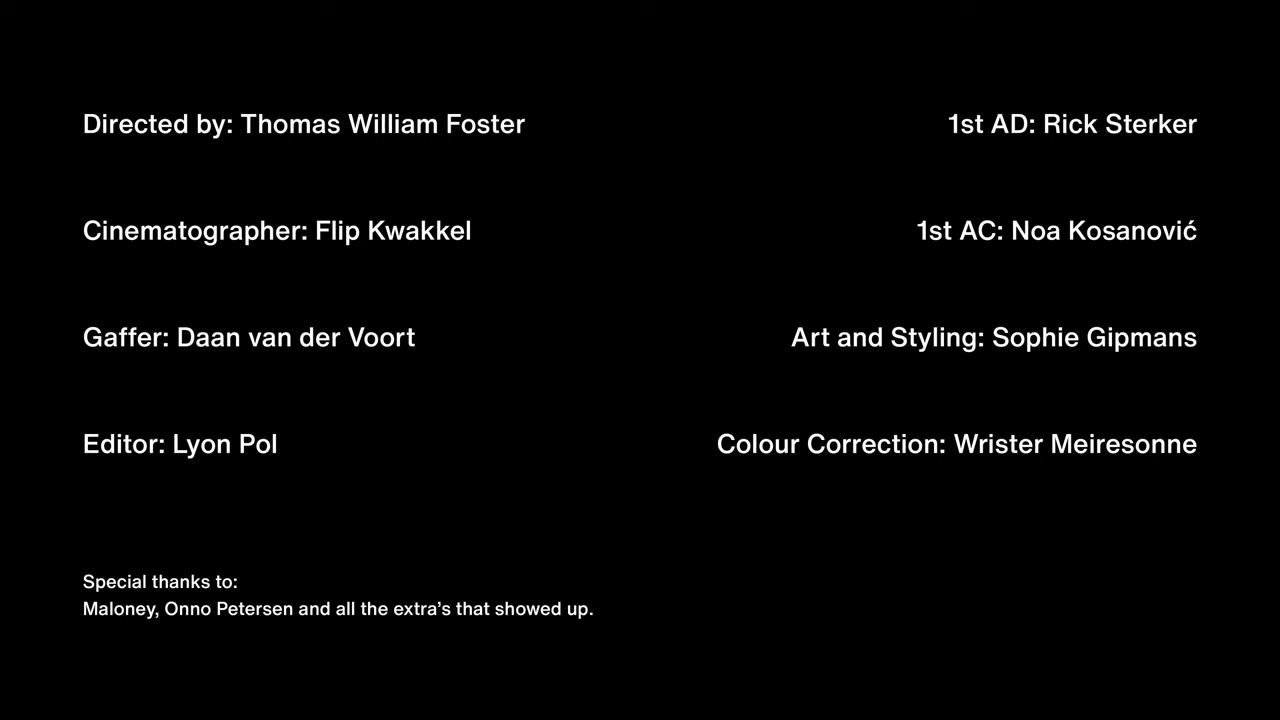 Directed by: Thomas William Foster
1st AD: Rick Sterker
Cinematographer: Flip Kwakkel
1st AC: Noa Kosanović
Gaffer: Daan van der Voort
Art and Styling: Sophie Gipmans
Editor: Lyon Pol
Colour Correction: Wrister Meiresonne
Special thanks to:
Maloney, Onno Petersen and all the extra’s that showed up.